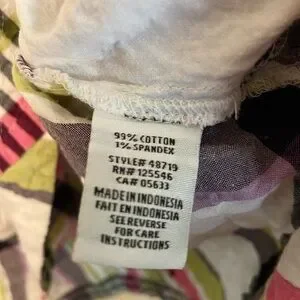 99% COTTON
1% SPANDEX
STYLE# 48719
RN# 125546
CA# 05633
MADE IN INDONESIA
FAIT EN INDONESIA
SEE REVERSE
FOR CARE
INSTRUCTIONS